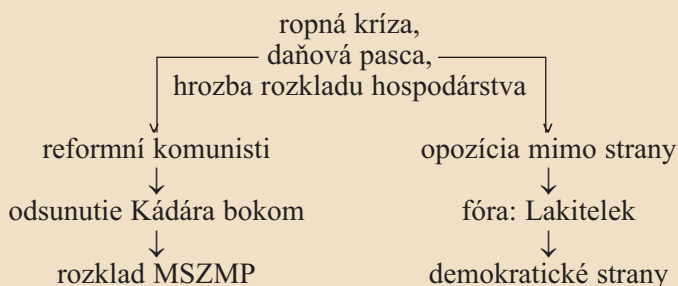 ropná kríza,
daňová pasca,
hrozba rozkladu hospodárstva
reformní komunisti
opozícia mimo strany
odsunutie Kádára bokom
fóra: Lakitelek
rozklad MSZMP
demokratické strany